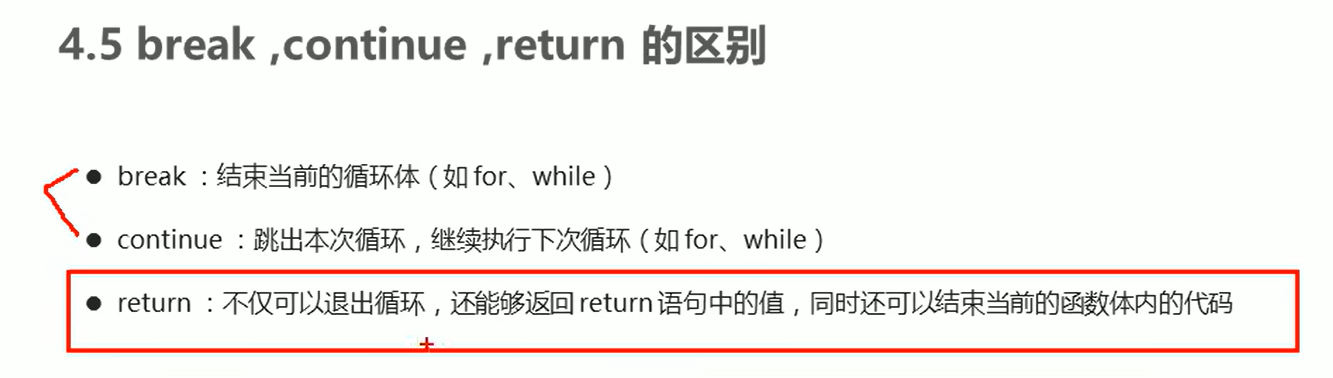 4.5 break ,continue ,return 的区别
● break ：结束当前的循环体（如 for、while）
● continue ：跳出本次循环，继续执行下次循环（如 for、while）
● return ：不仅可以退出循环，还能够返回 return 语句中的值，同时还可以结束当前的函数体内的代码